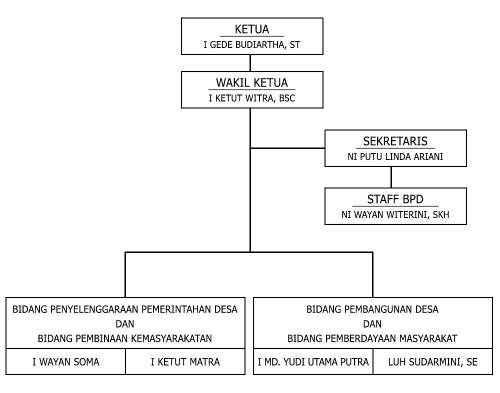 KETUA
I GEDE BUDIARTHA, ST
WAKIL KETUA
I KETUT WITRA, BSC
SEKRETARIS
NI PUTU LINDA ARIANI
STAFF BPD
NI WAYAN WITERINI, SKH
BIDANG PENYELENGGARAAN PEMERINTAHAN DESA
DAN
BIDANG PEMBINAAN KEMASYARAKATAN
I WAYAN SOMA
I KETUT MATRA
BIDANG PEMBANGUNAN DESA
DAN
BIDANG PEMBERDAYAAN MASYARAKAT
I MD. YUDI UTAMA PUTRA
LUH SUDARMINI, SE